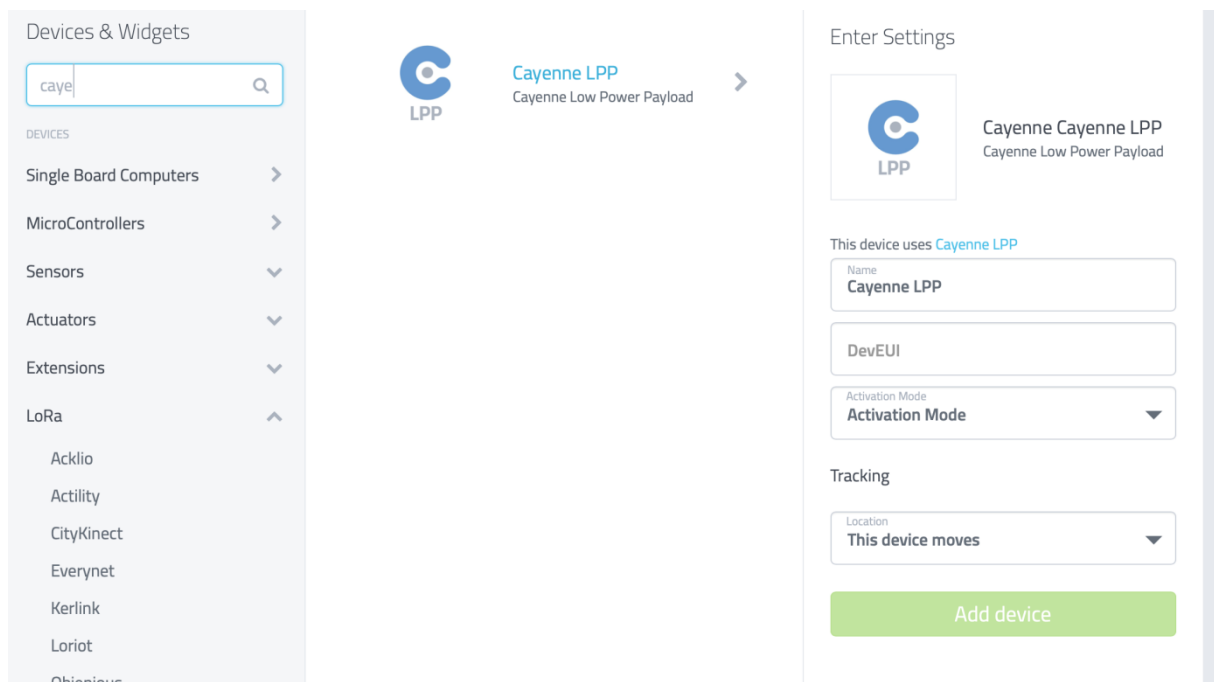 Devices & Widgets
caye
DEVICES
Single Board Computers
MicroControllers
Sensors
Actuators
Extensions
LoRa
Acklio
Actility
CityKinect
Everynet
Kerlink
Loriot
LPP
Cayenne LPP
Cayenne Low Power Payload
Enter Settings
LPP
Cayenne Cayenne LPP
Cayenne Low Power Payload
This device uses Cayenne LPP
Name
Cayenne LPP
DevEUI
Activation Mode
Activation Mode
Tracking
Location
This device moves
Add device